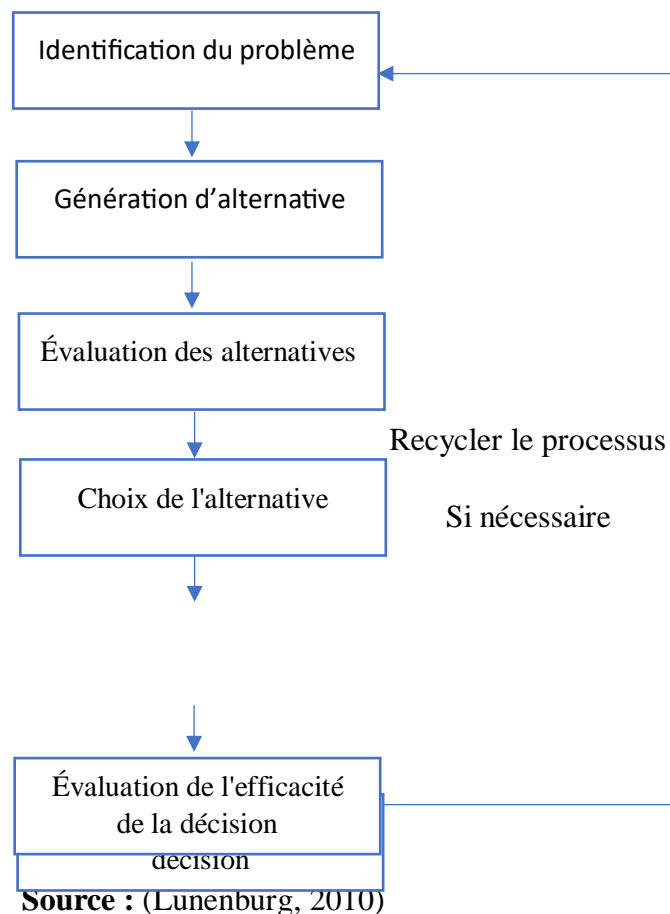 Identification du problème
Génération d’alternative
Évaluation des alternatives
Recycler le processus
Choix de l'alternative
Si nécessaire
Évaluation de l'efficacité
de la décision
décision
Source : (Lunenburg, 2010)